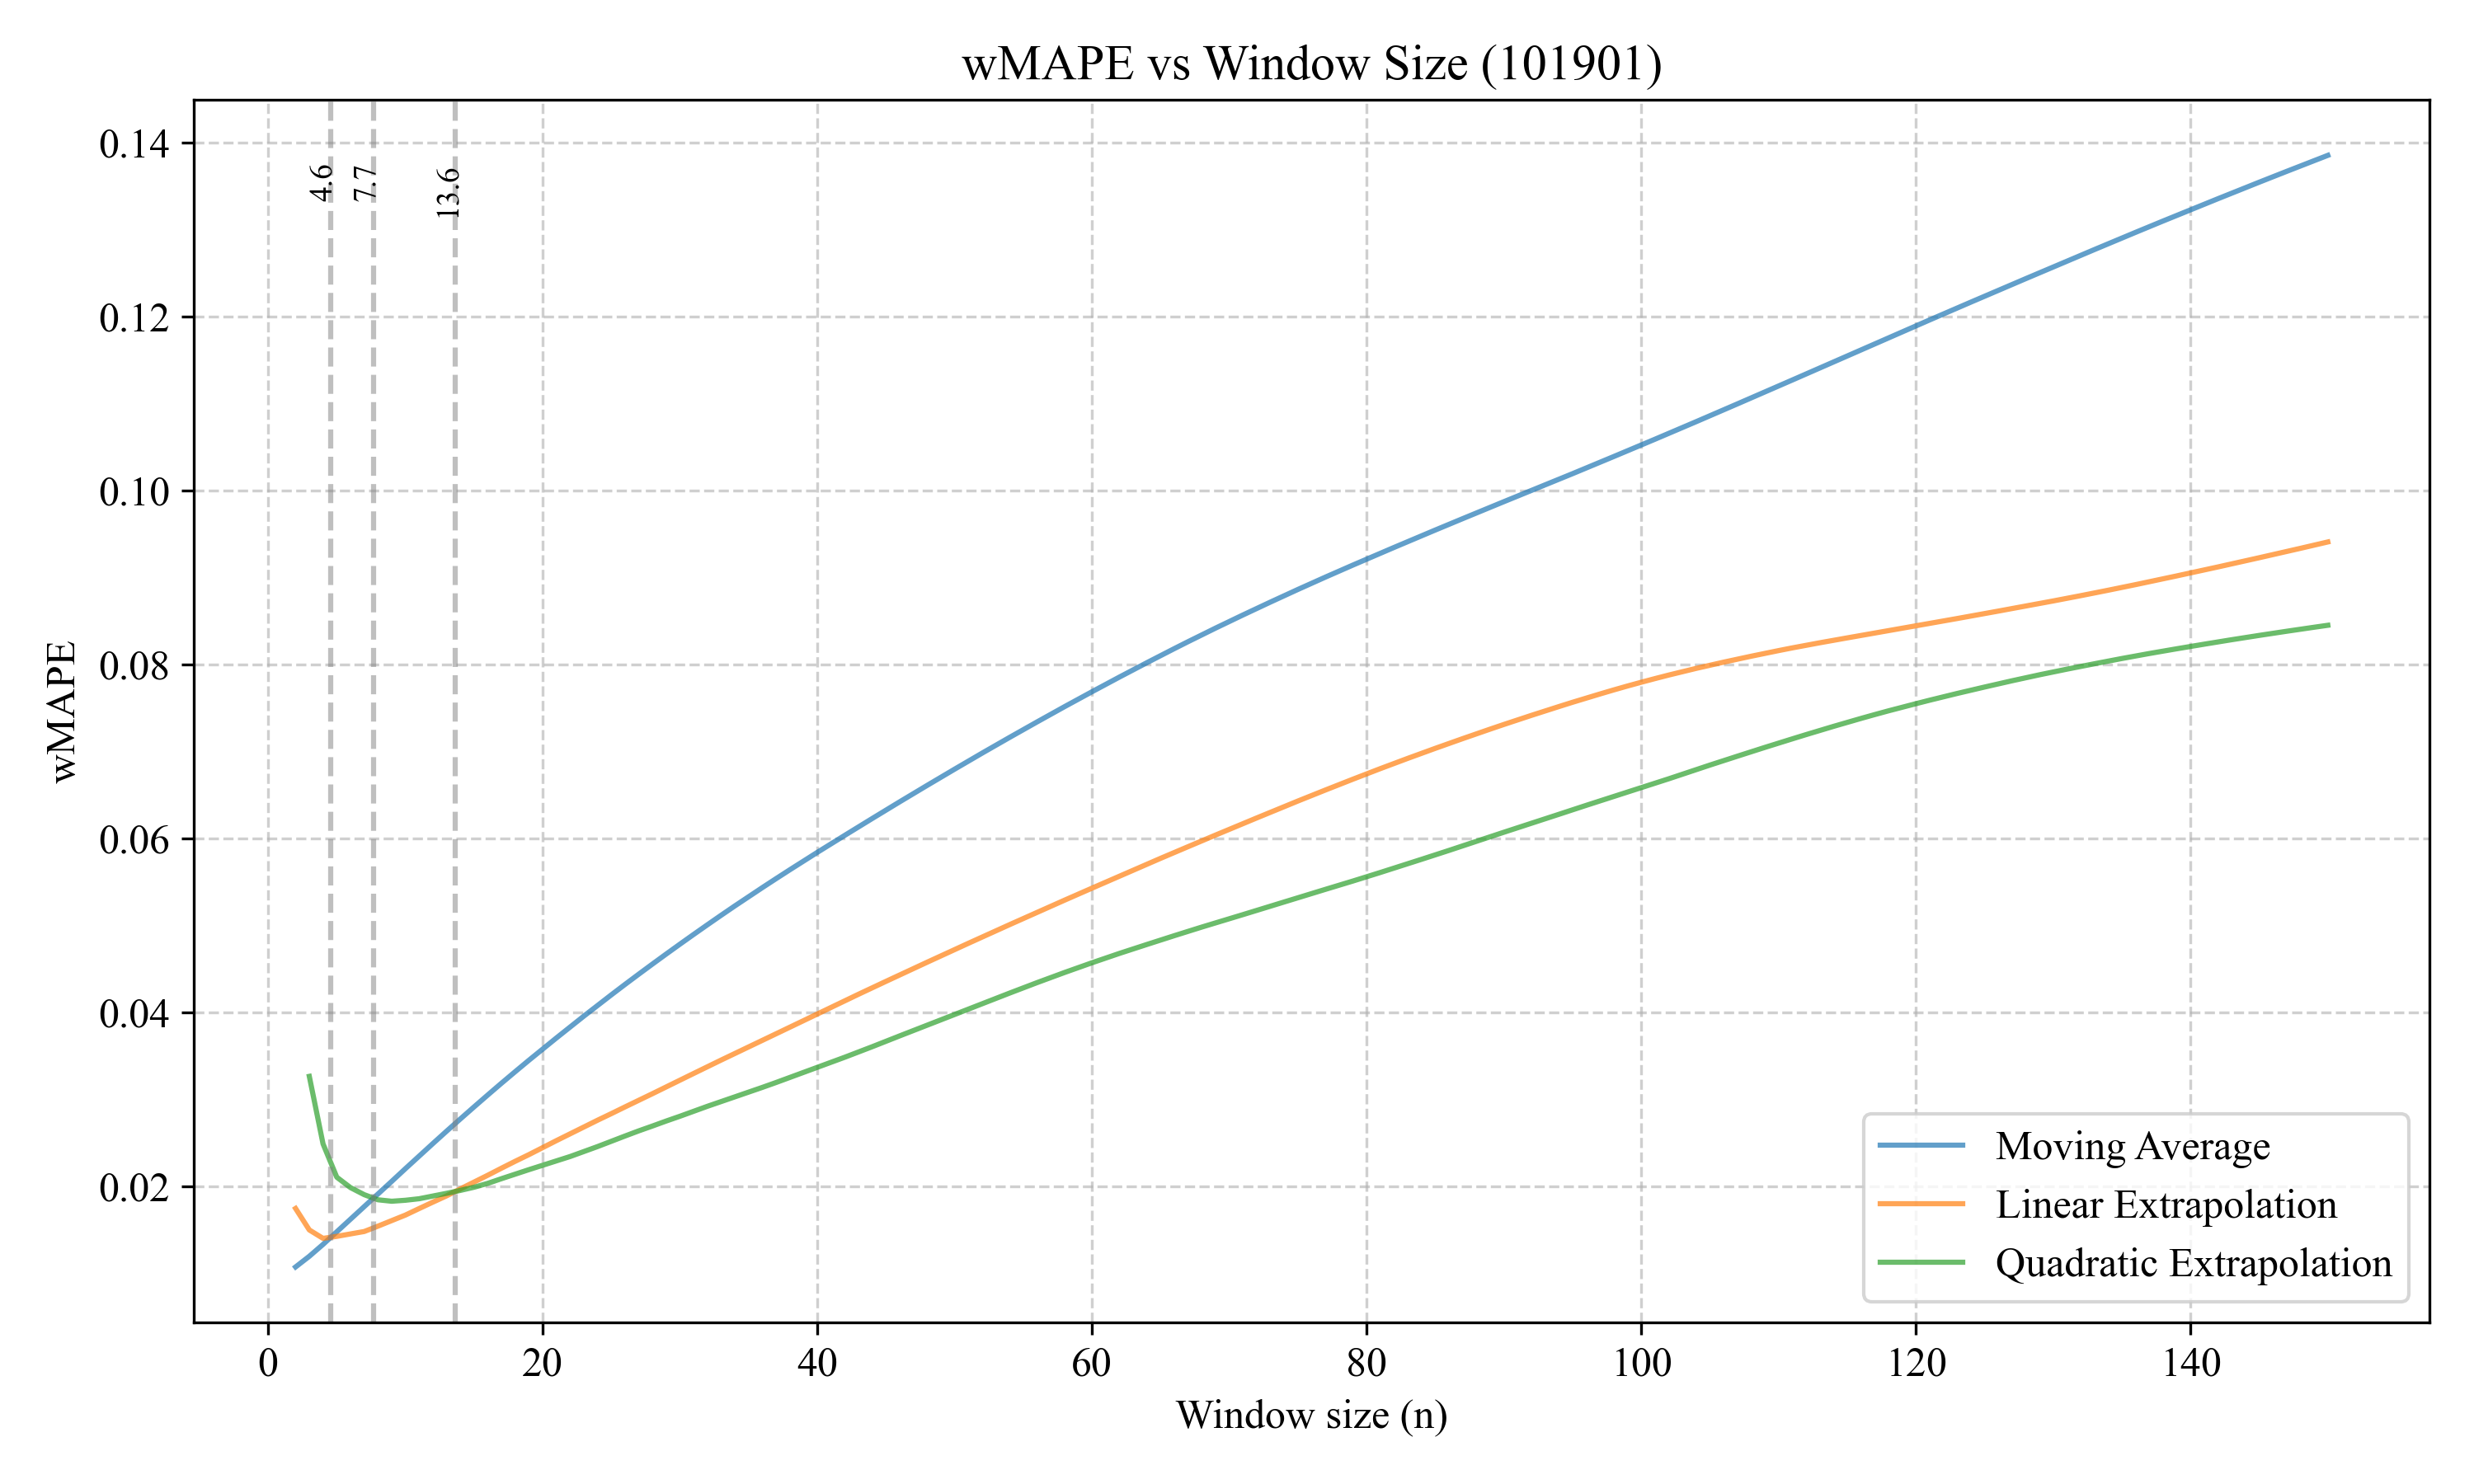 wMAPE vs Window Size (101901)
0.14
0.12
0.10
0.08
0.06
0.04
0.02
wMAPE
4.6
7.7
13.6
Moving Average
Linear Extrapolation
Quadratic Extrapolation
0 20 40 60 80 100 120 140
Window size (n)